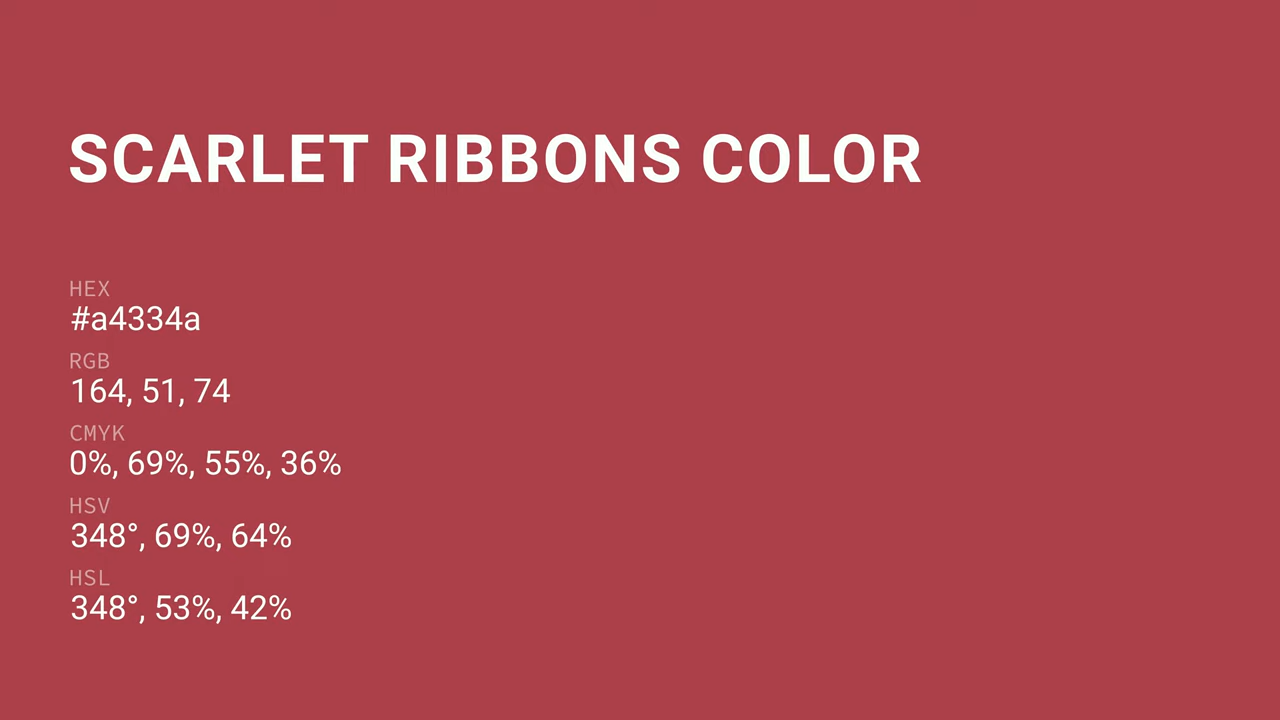 SCARLET RIBBONS COLOR
HEX
#a4334a
RGB
164, 51, 74
CMYK
0%, 69%, 55%, 36%
HSV
348°, 69%, 64%
HSL
348°, 53%, 42%